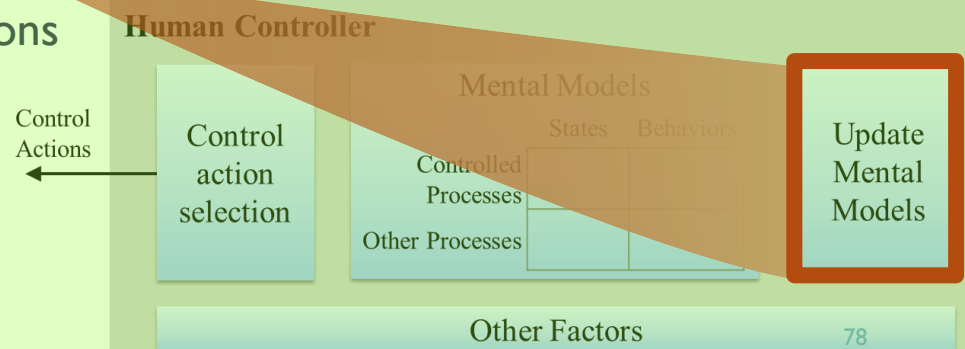 ons
Human Controller
Control
Actions
Control
action
selection
Mental Models
States Behaviors
Controlled
Processes
Other Processes
Update
Mental
Models
Other Factors
78